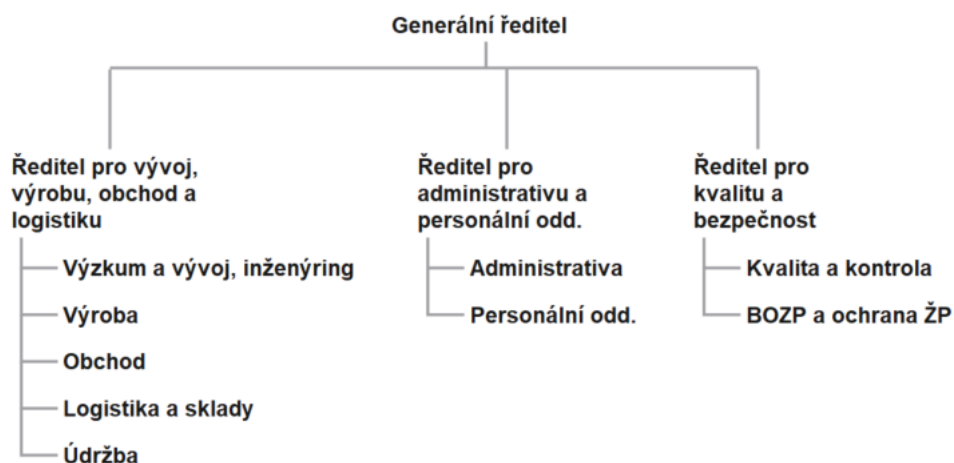 Generální ředitel
Ředitel pro vývoj,
výrobu, obchod a
logistiku
Výzkum a vývoj, inženýring
Výroba
Obchod
Logistika a sklady
Údržba
Ředitel pro
administrativu a
personální odd.
Administrativa
Personální odd.
Ředitel pro
kvalitu a
bezpečnost
Kvalita a kontrola
BOZP a ochrana ŽP